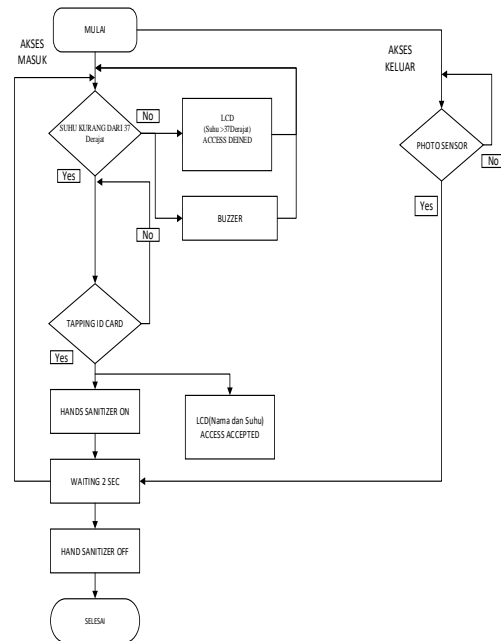 MULAI
AKSES
MASUK
AKSES
KELUAR
SUHU KURANG DARI 37
Derajat
No
LCD
(Suhu >37Derajat)
ACCESS DEINED
PHOTO SENSOR
No
Yes
BUZZER
Yes
No
TAPPING ID CARD
Yes
HANDS SANITIZER ON
LCD(Nama dan Suhu)
ACCESS ACCEPTED
WAITING 2 SEC
HAND SANITIZER OFF
SELESAI